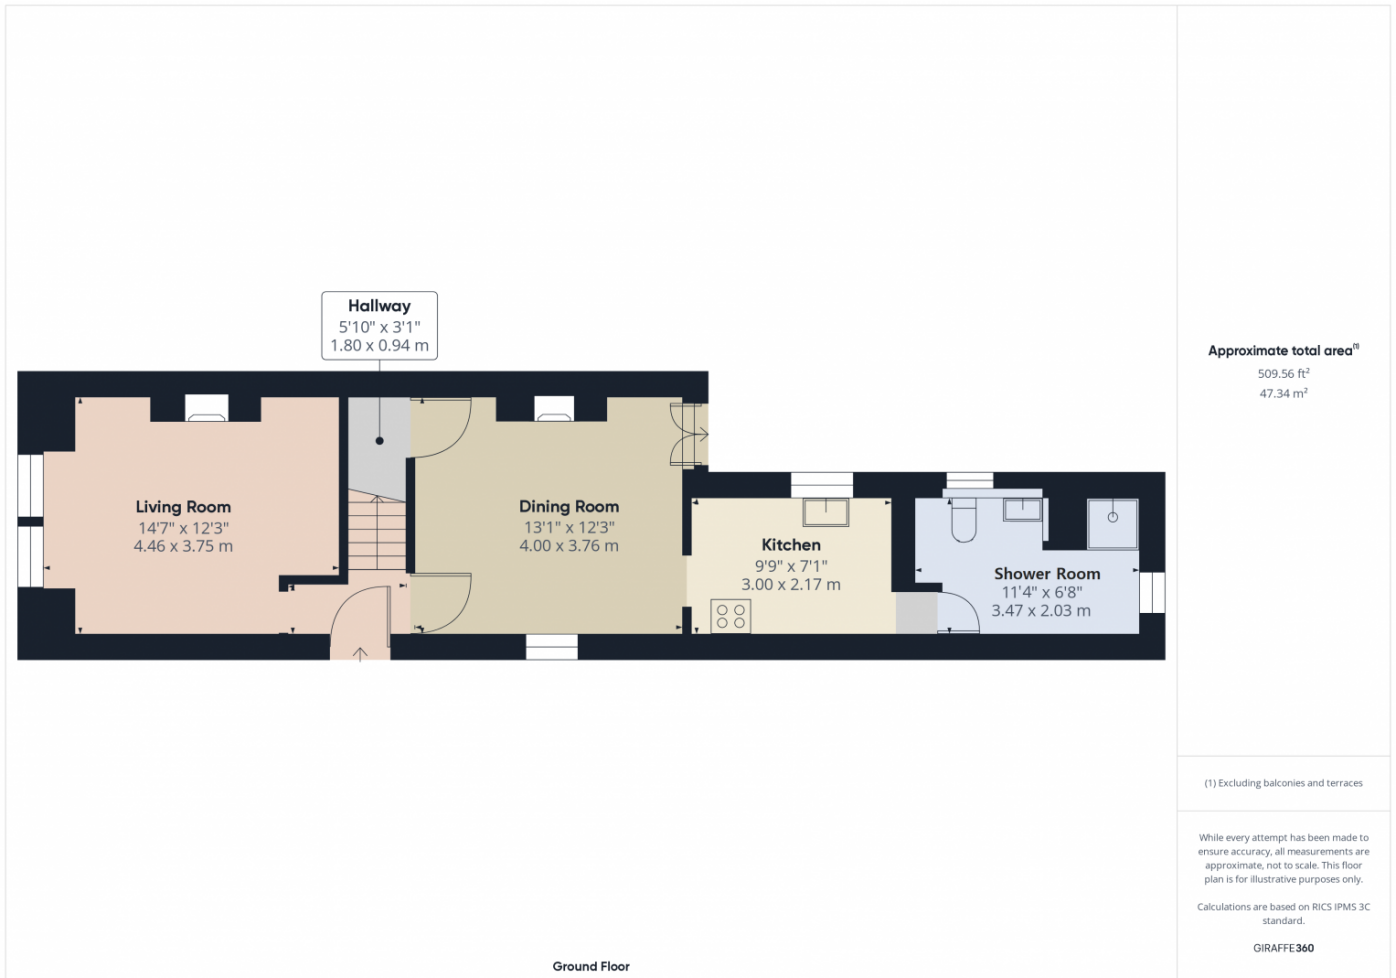 Hallway
5'10" x 3'1"
1.80 x 0.94 m
Living Room
14'7" x 12'3"
4.46 x 3.75 m
Dining Room
13'1" x 12'3"
4.00 x 3.76 m
Kitchen
9'9" x 7'1"
3.00 x 2.17 m
Shower Room
11'4" x 6'8"
3.47 x 2.03 m
Ground Floor
Approximate total area⁽¹⁾
509.56 ft²
47.34 m²
(1) Excluding balconies and terraces
While every attempt has been made to
ensure accuracy, all measurements are
approximate, not to scale. This floor
plan is for illustrative purposes only.
Calculations are based on RICS IPMS 3C
standard.
GIRAFFE360